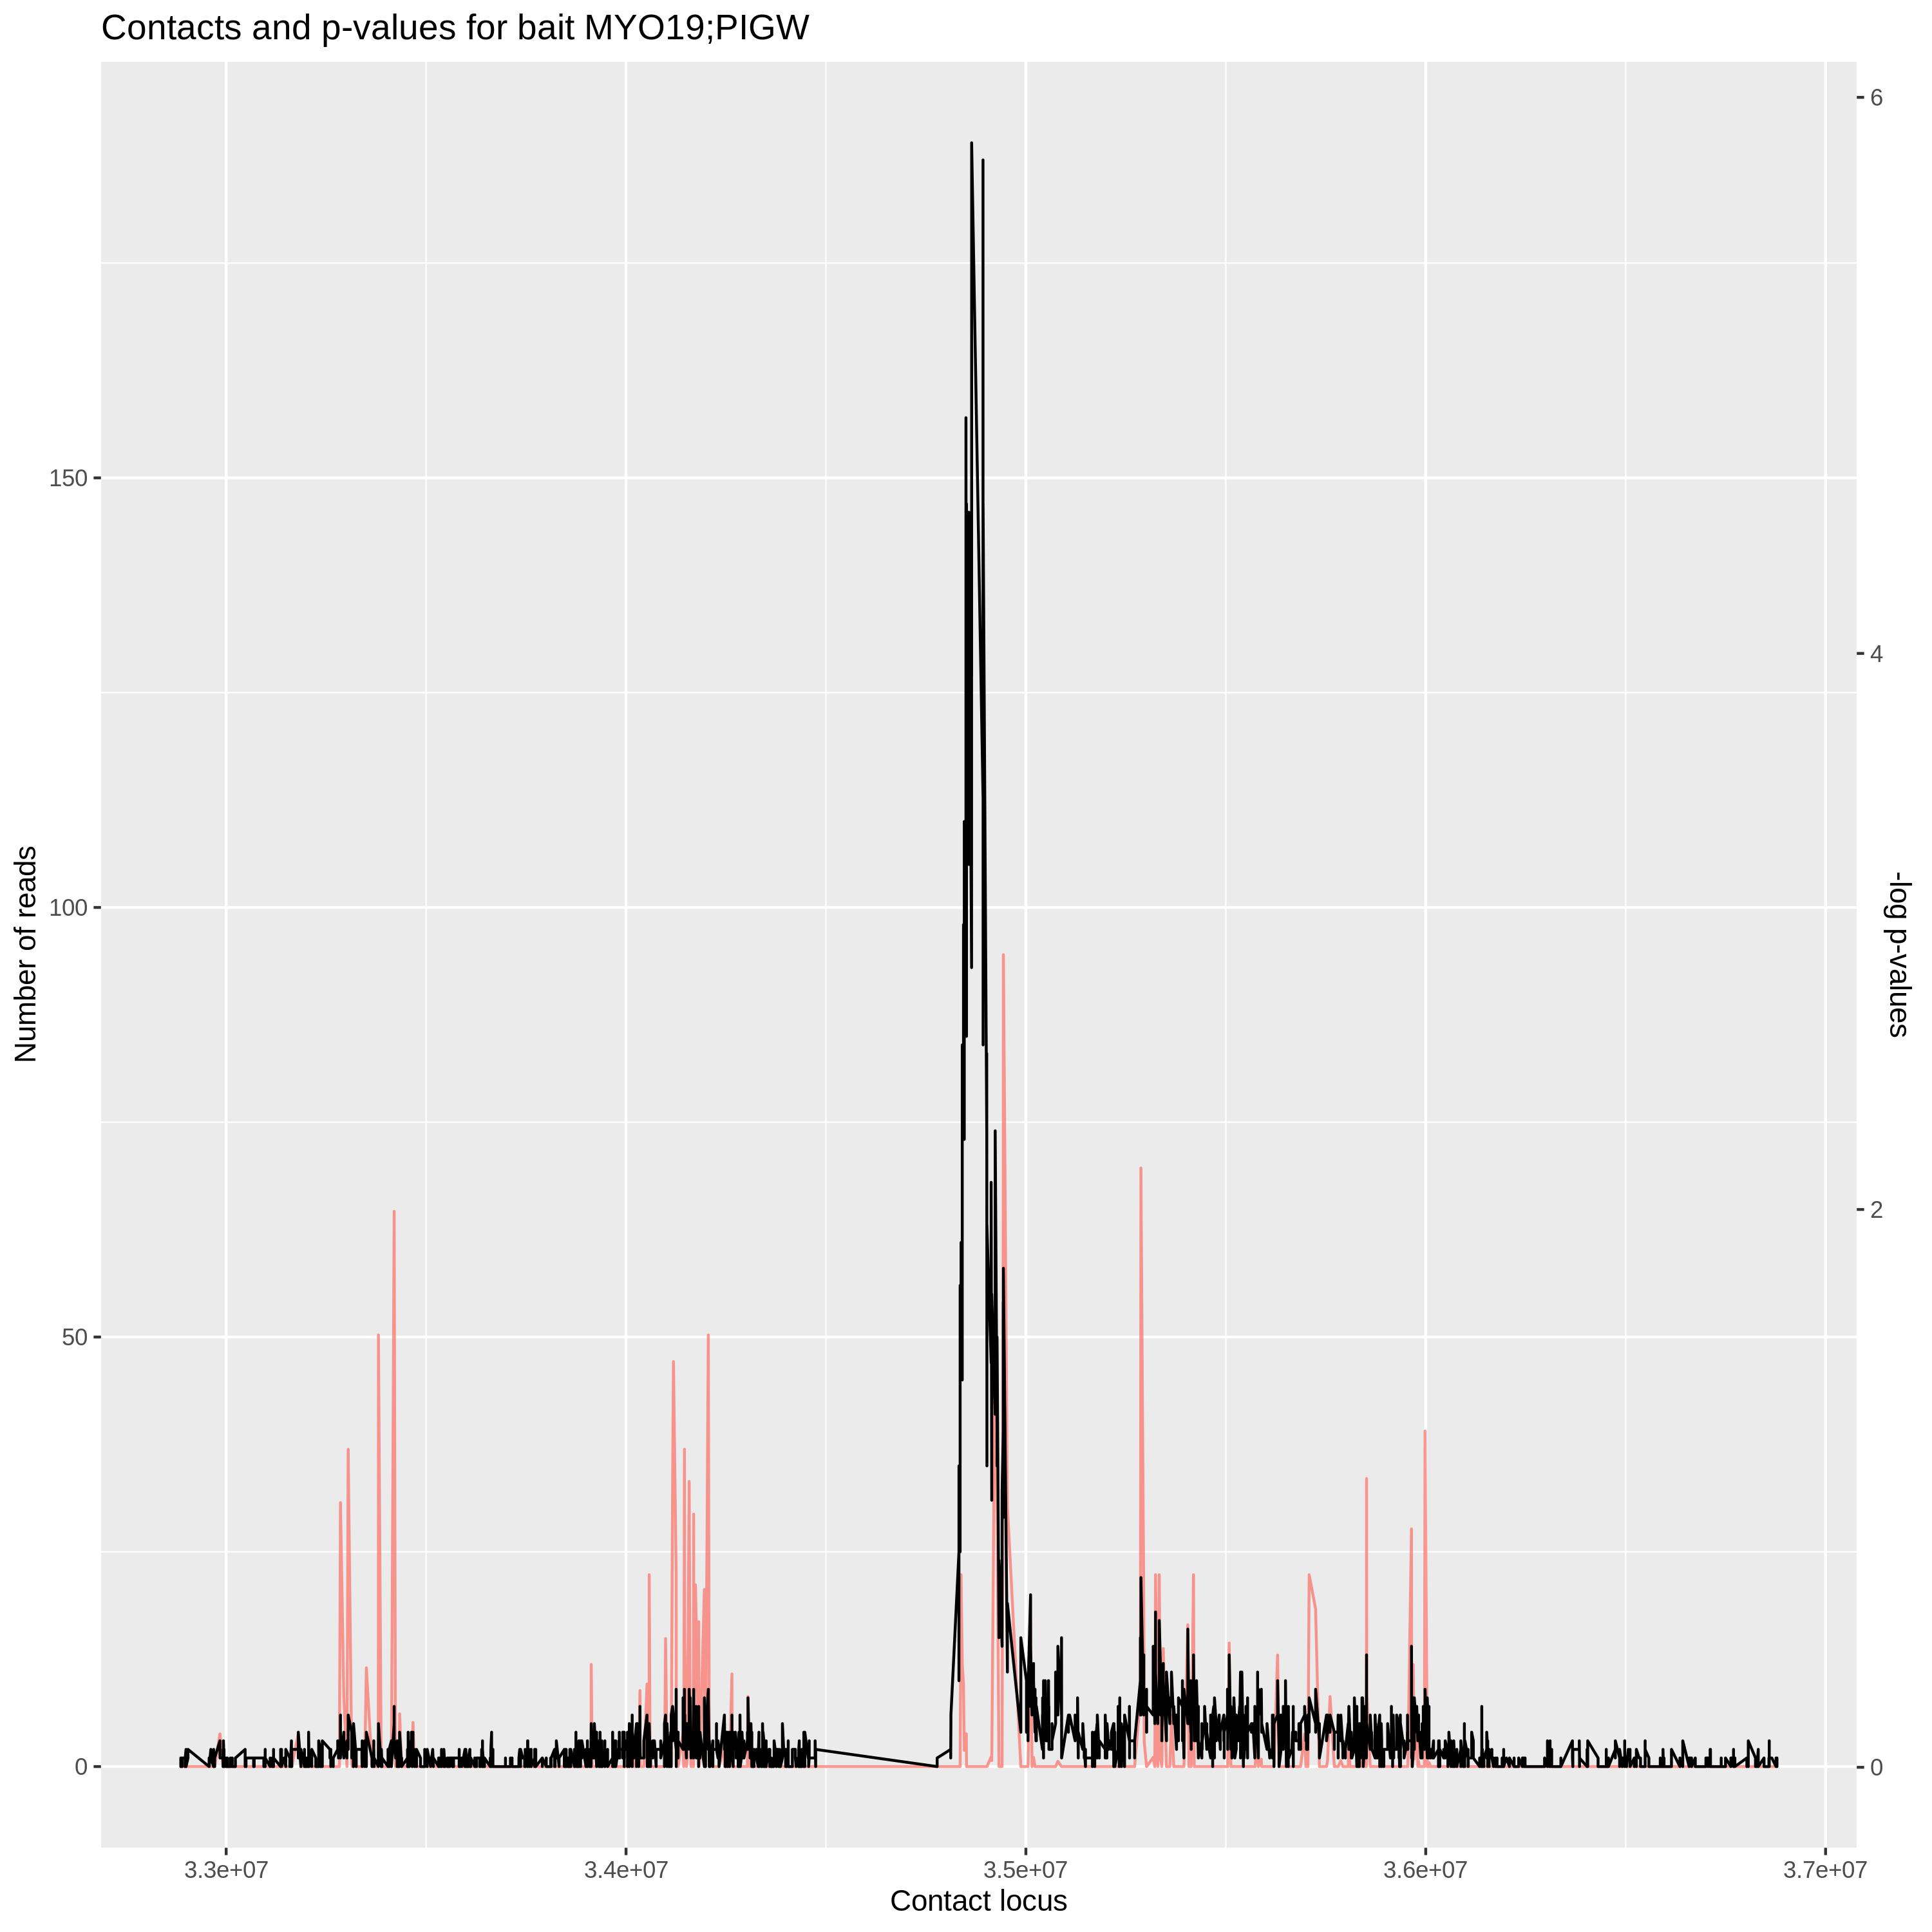 Contacts and p-values for bait MYO19;PIGW
6
150
4
Number of reads
100
-log p-values
2
50
0
0
3.3e+07
3.4e+07
3.5e+07
3.6e+07
3.7e+07
Contact locus